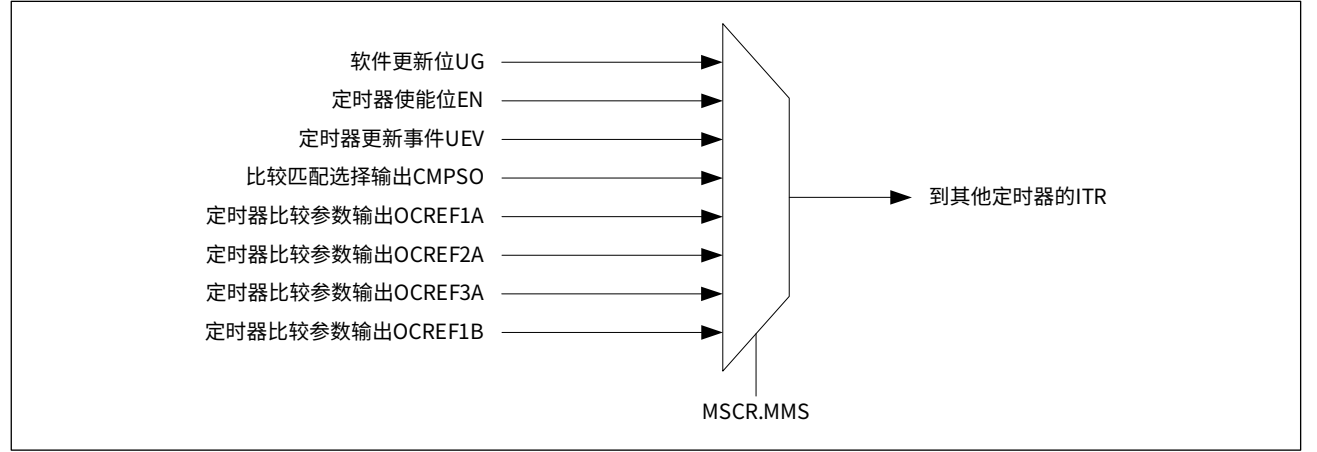 软件更新位UG
定时器使能位EN
定时器更新事件UEV
比较匹配选择输出CMPSO
定时器比较参数输出OCREF1A
定时器比较参数输出OCREF2A
定时器比较参数输出OCREF3A
定时器比较参数输出OCREF1B
到其他定时器的ITR
MSCR.MMS